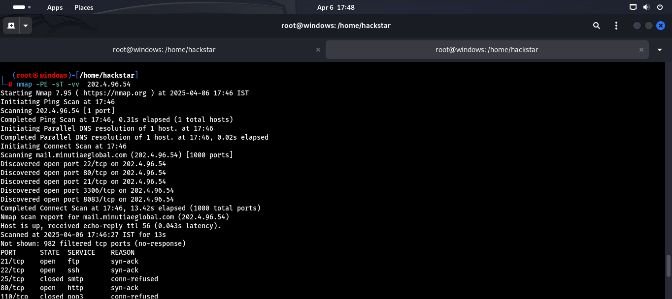 Apps Places Apr 6 17:48
root@windows: /home/hackstar
root@windows: /home/hackstar × root@windows: /home/hackstar ×
(root㉿windows)-[/home/hackstar]
# nmap -PE -sT -vv 202.4.96.54
Starting Nmap 7.95 ( https://nmap.org ) at 2025-04-06 17:46 IST
Initiating Ping Scan at 17:46
Scanning 202.4.96.54 [1 port]
Completed Ping Scan at 17:46, 0.31s elapsed (1 total hosts)
Initiating Parallel DNS resolution of 1 host. at 17:46
Completed Parallel DNS resolution of 1 host. at 17:46, 0.02s elapsed
Initiating Connect Scan at 17:46
Scanning mail.minutiaeglobal.com (202.4.96.54) [1000 ports]
Discovered open port 22/tcp on 202.4.96.54
Discovered open port 80/tcp on 202.4.96.54
Discovered open port 21/tcp on 202.4.96.54
Discovered open port 3306/tcp on 202.4.96.54
Discovered open port 8083/tcp on 202.4.96.54
Completed Connect Scan at 17:46, 13.42s elapsed (1000 total ports)
Nmap scan report for mail.minutiaeglobal.com (202.4.96.54)
Host is up, received echo-reply ttl 56 (0.043s latency).
Scanned at 2025-04-06 17:46:27 IST for 13s
Not shown: 982 filtered tcp ports (no-response)
PORT STATE SERVICE REASON
21/tcp open ftp syn-ack
22/tcp open ssh syn-ack
25/tcp closed smtp conn-refused
80/tcp open http syn-ack
110/tcp closed pop3 conn-refused